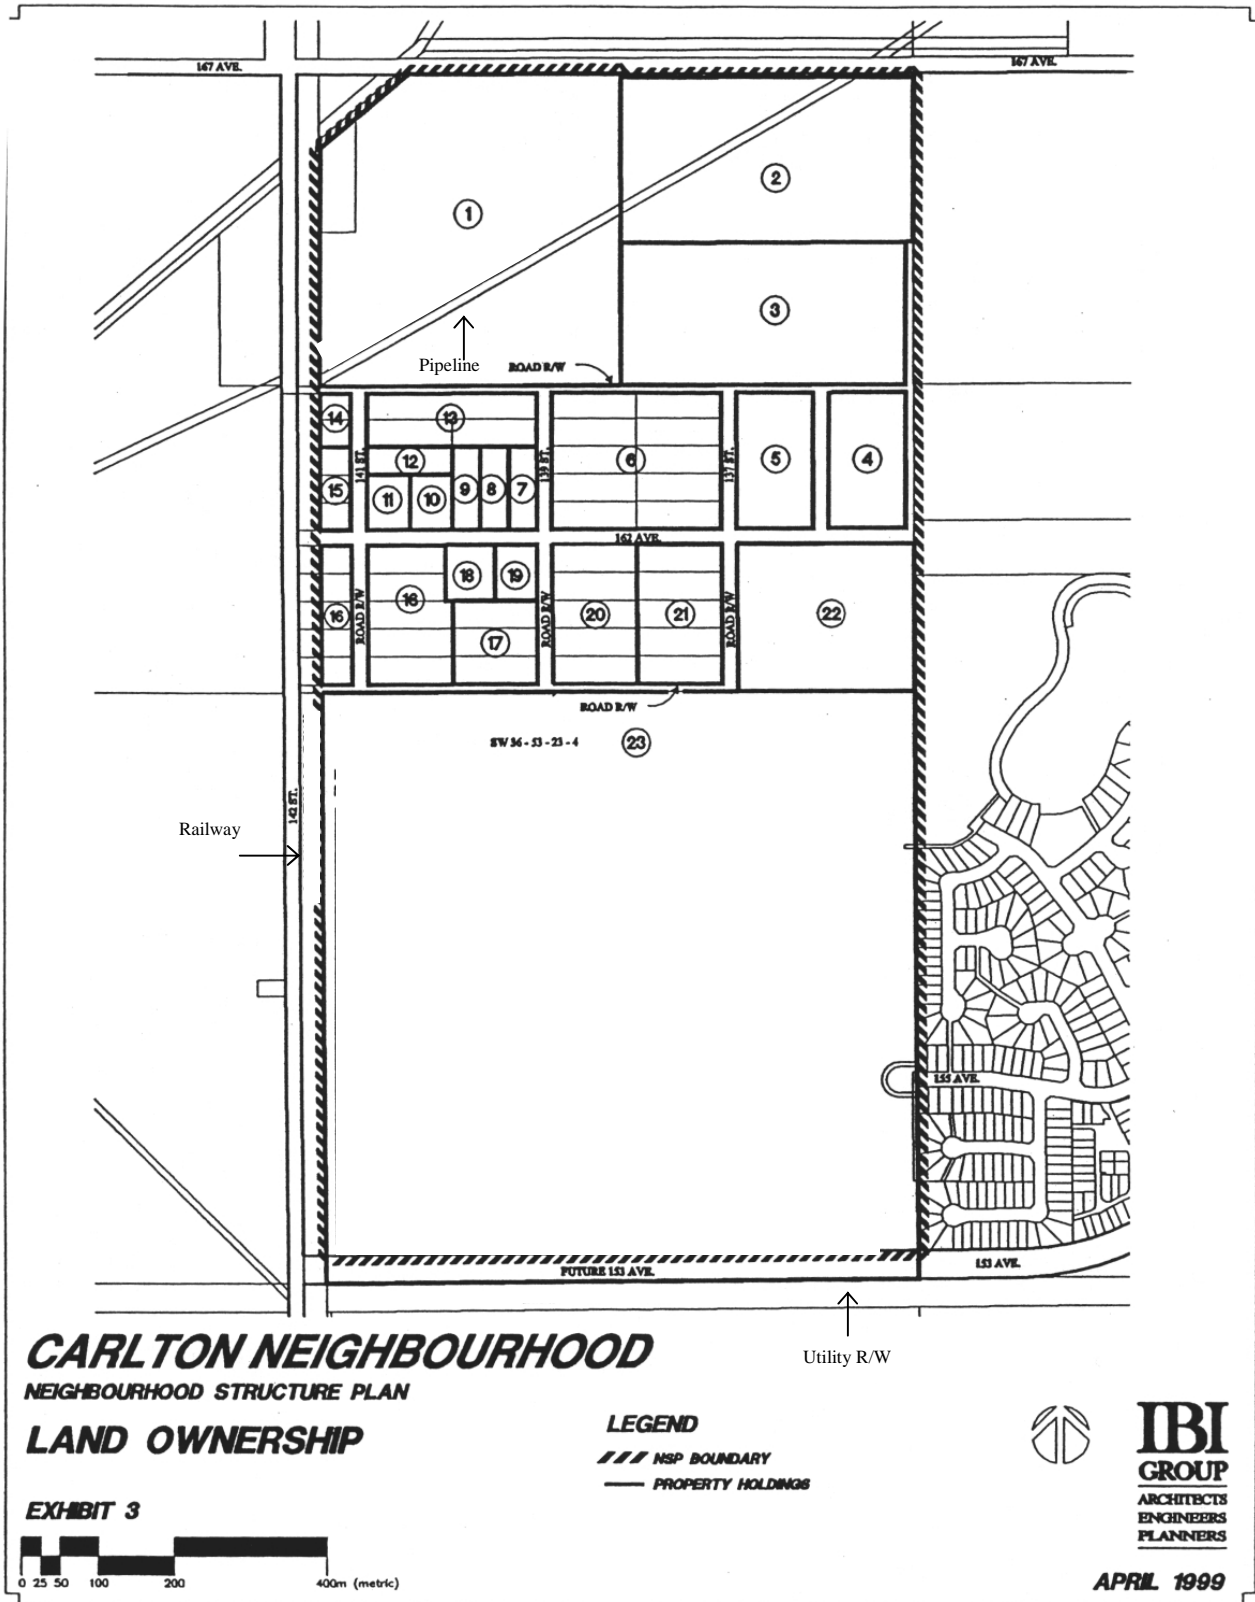 167 AVE.
167 AVE.
1
2
3
Pipeline
ROAD R/W
14
13
141 ST.
139 ST.
137 ST.
12
15
11
10
9
8
7
6
5
4
162 AVE.
16
ROAD R/W
16
18
19
17
ROAD R/W
20
21
ROAD R/W
22
ROAD R/W
SW 36 - 53 - 23 - 4
23
142 ST.
Railway
155 AVE.
FUTURE 153 AVE.
153 AVE.
Utility R/W
CARLTON NEIGHBOURHOOD
NEIGHBOURHOOD STRUCTURE PLAN
LAND OWNERSHIP
EXHIBIT 3
0 25 50 100 200 400m (metric)
LEGEND
NSP BOUNDARY
PROPERTY HOLDINGS
IBI
GROUP
ARCHITECTS
ENGINEERS
PLANNERS
APRIL 1999